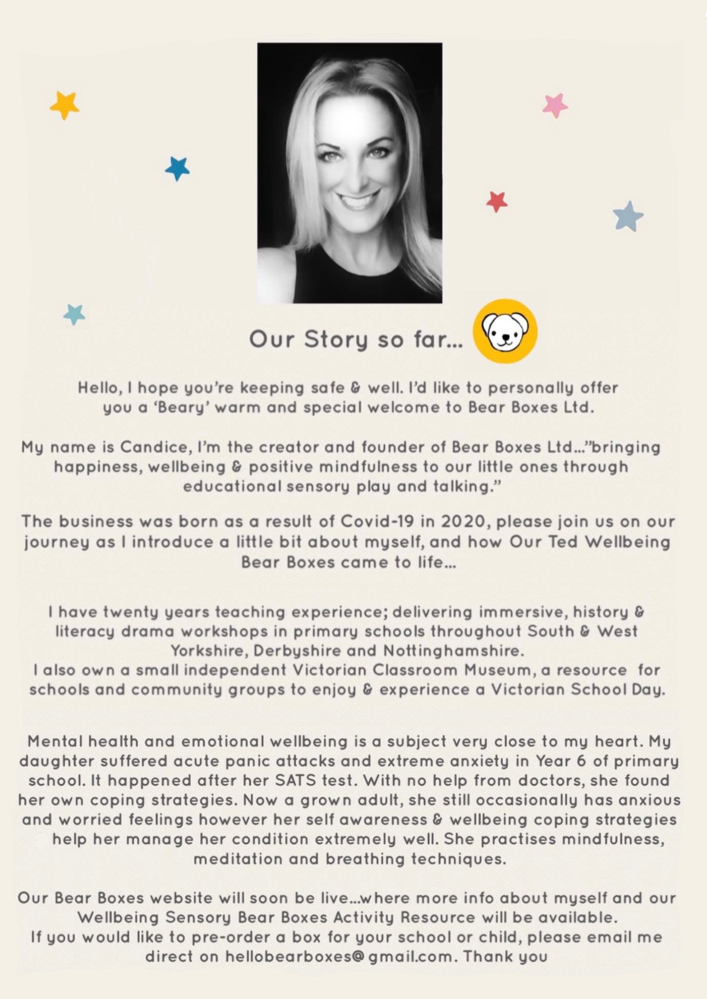 Our Story so far...
Hello, I hope you're keeping safe & well. I'd like to personally offer
you a 'Beary' warm and special welcome to Bear Boxes Ltd.
My name is Candice, I'm the creator and founder of Bear Boxes Ltd..."bringing
happiness, wellbeing & positive mindfulness to our little ones through
educational sensory play and talking."
The business was born as a result of Covid-19 in 2020, please join us on our
journey as I introduce a little bit about myself, and how Our Ted Wellbeing
Bear Boxes came to life...
I have twenty years teaching experience; delivering immersive, history &
literacy drama workshops in primary schools throughout South & West
Yorkshire, Derbyshire and Nottinghamshire.
I also own a small independent Victorian Classroom Museum, a resource for
schools and community groups to enjoy & experience a Victorian School Day.
Mental health and emotional wellbeing is a subject very close to my heart. My
daughter suffered acute panic attacks and extreme anxiety in Year 6 of primary
school. It happened after her SATS test. With no help from doctors, she found
her own coping strategies. Now a grown adult, she still occasionally has anxious
and worried feelings however her self awareness & wellbeing coping strategies
help her manage her condition extremely well. She practises mindfulness,
meditation and breathing techniques.
Our Bear Boxes website will soon be live...where more info about myself and our
Wellbeing Sensory Bear Boxes Activity Resource will be available.
If you would like to pre-order a box for your school or child, please email me
direct on hellobearboxes@gmail.com. Thank you